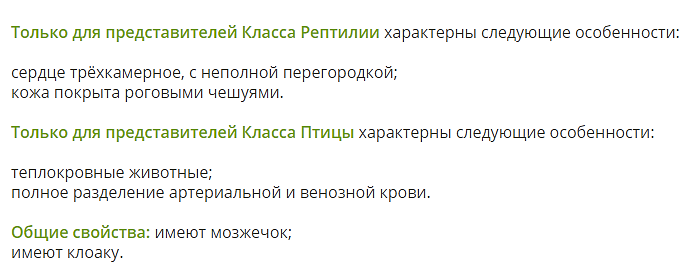 Только для представителей Класса Рептилии характерны следующие особенности:
сердце трёхкамерное, с неполной перегородкой;
кожа покрыта роговыми чешуями.
Только для представителей Класса Птицы характерны следующие особенности:
теплокровные животные;
полное разделение артериальной и венозной крови.
Общие свойства: имеют мозжечок;
имеют клоаку.